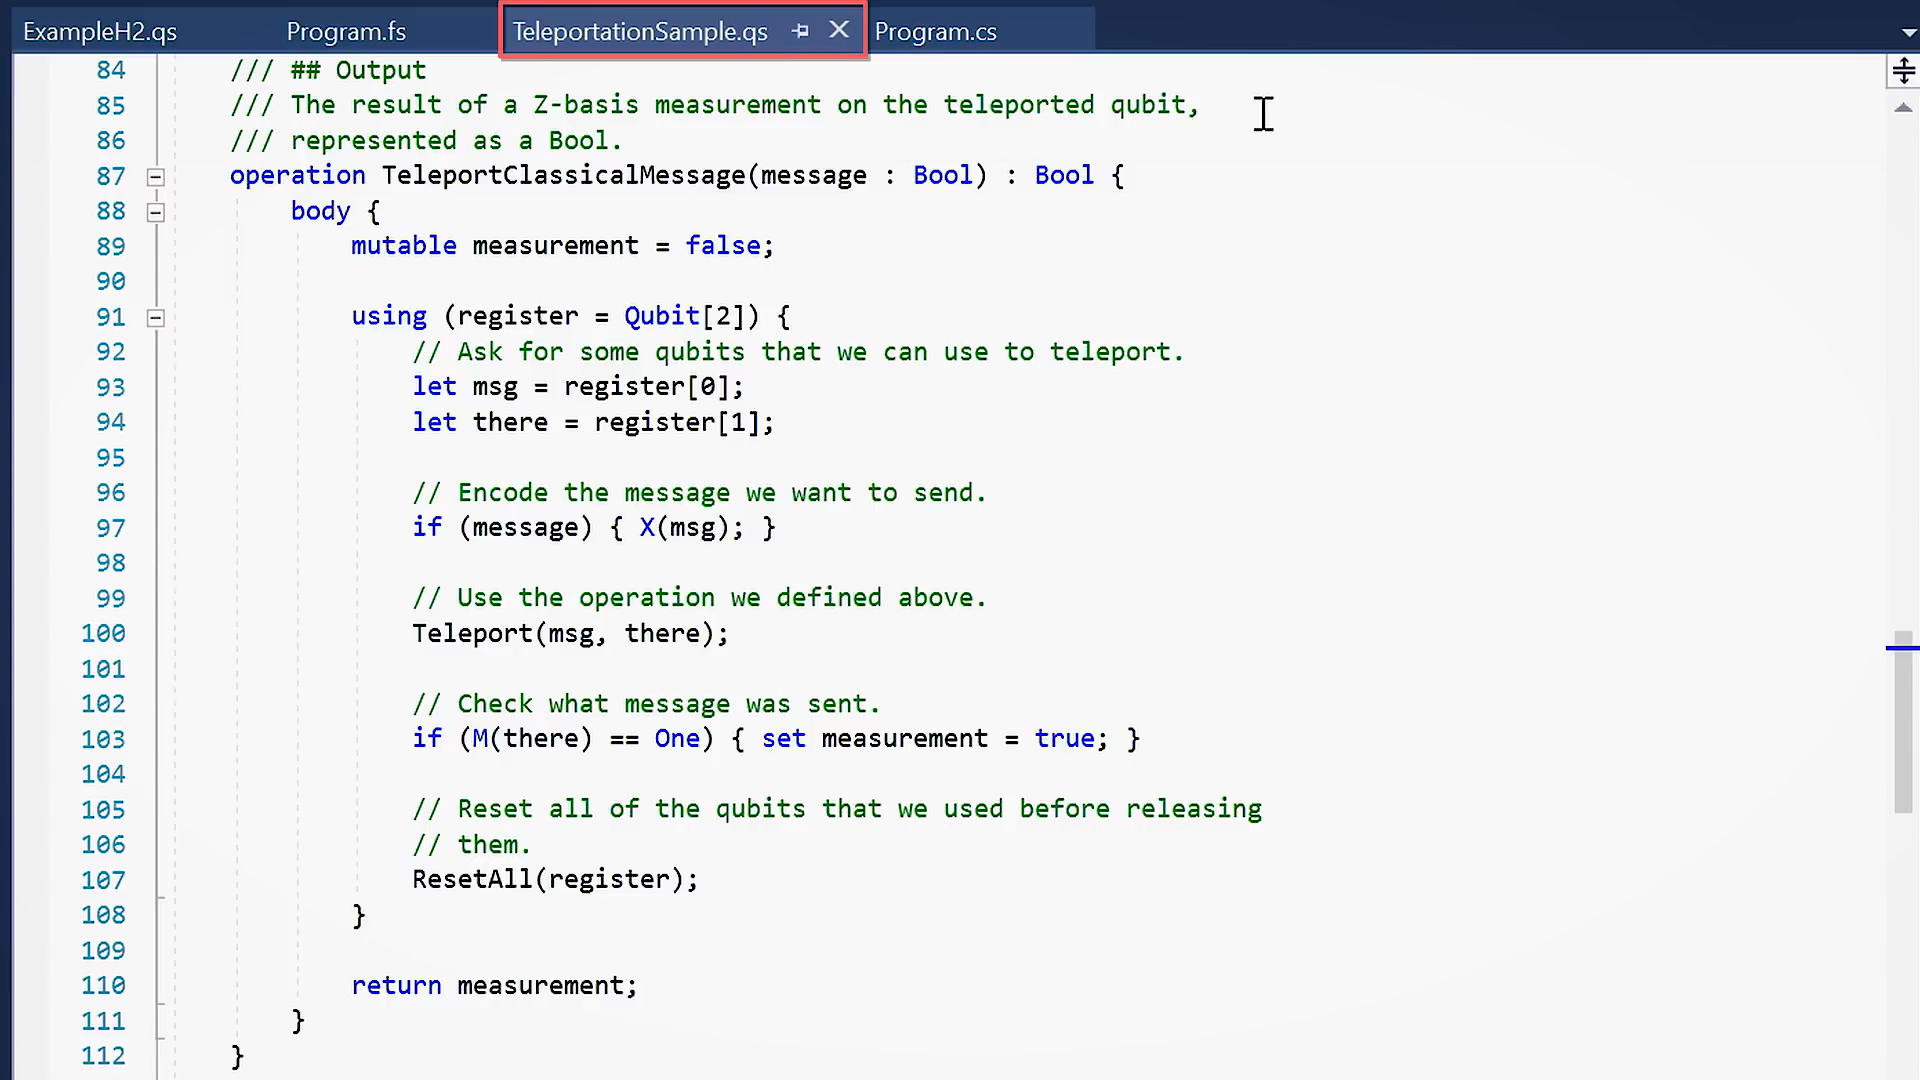 ExampleH2.qs Program.fs TeleportationSample.qs Program.cs
84 /// ## Output
85 /// The result of a Z-basis measurement on the teleported qubit,
86 /// represented as a Bool.
87 operation TeleportClassicalMessage(message : Bool) : Bool {
88 body {
89 mutable measurement = false;
90
91 using (register = Qubit[2]) {
92 // Ask for some qubits that we can use to teleport.
93 let msg = register[0];
94 let there = register[1];
95
96 // Encode the message we want to send.
97 if (message) { X(msg); }
98
99 // Use the operation we defined above.
100 Teleport(msg, there);
101
102 // Check what message was sent.
103 if (M(there) == One) { set measurement = true; }
104
105 // Reset all of the qubits that we used before releasing
106 // them.
107 ResetAll(register);
108 }
109
110 return measurement;
111 }
112 }